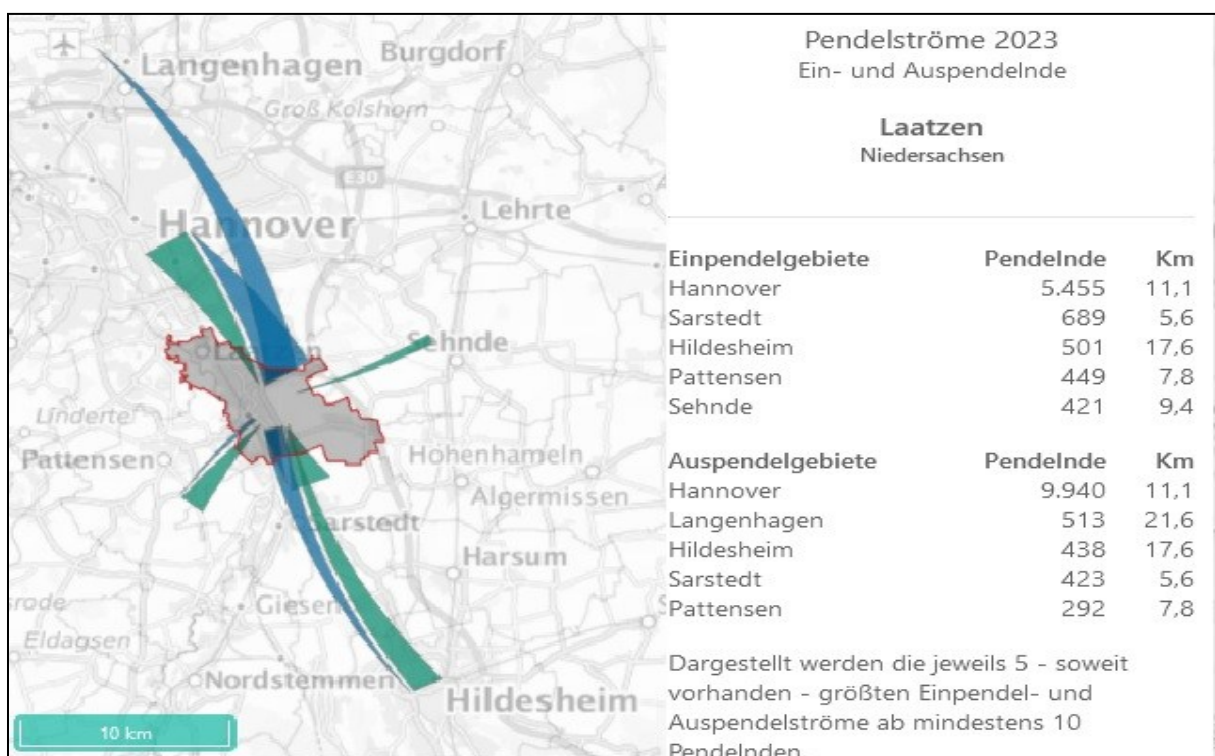 Langenhagen
Burgdorf
Groß Kolshorn
E30
Hannover
Lehrte
Laatzen
Sehnde
Pattensen
Hohenhameln
Algermissen
Sarstedt
Harsum
Giesen
Eldagsen
Nordstemmen
Hildesheim
10 km
Pendelströme 2023
Ein- und Auspendelnde
Laatzen
Niedersachsen
Einpendelgebiete Pendelnde Km
Hannover 5.455 11,1
Sarstedt 689 5,6
Hildesheim 501 17,6
Pattensen 449 7,8
Sehnde 421 9,4
Auspendelgebiete Pendelnde Km
Hannover 9.940 11,1
Langenhagen 513 21,6
Hildesheim 438 17,6
Sarstedt 423 5,6
Pattensen 292 7,8
Dargestellt werden die jeweils 5 - soweit
vorhanden - größten Einpendel- und
Auspendelströme ab mindestens 10
Pendelnden